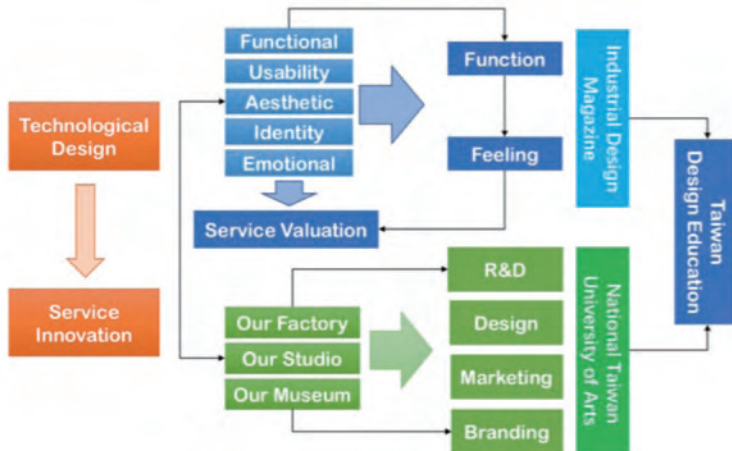 Technological
Design
Service
Innovation
Functional
Usability
Aesthetic
Identity
Emotional
Service Valuation
Function
Feeling
Industrial Design
Magazine
Our Factory
Our Studio
Our Museum
R&D
Design
Marketing
Branding
National Taiwan
University of Arts
Taiwan
Design Education